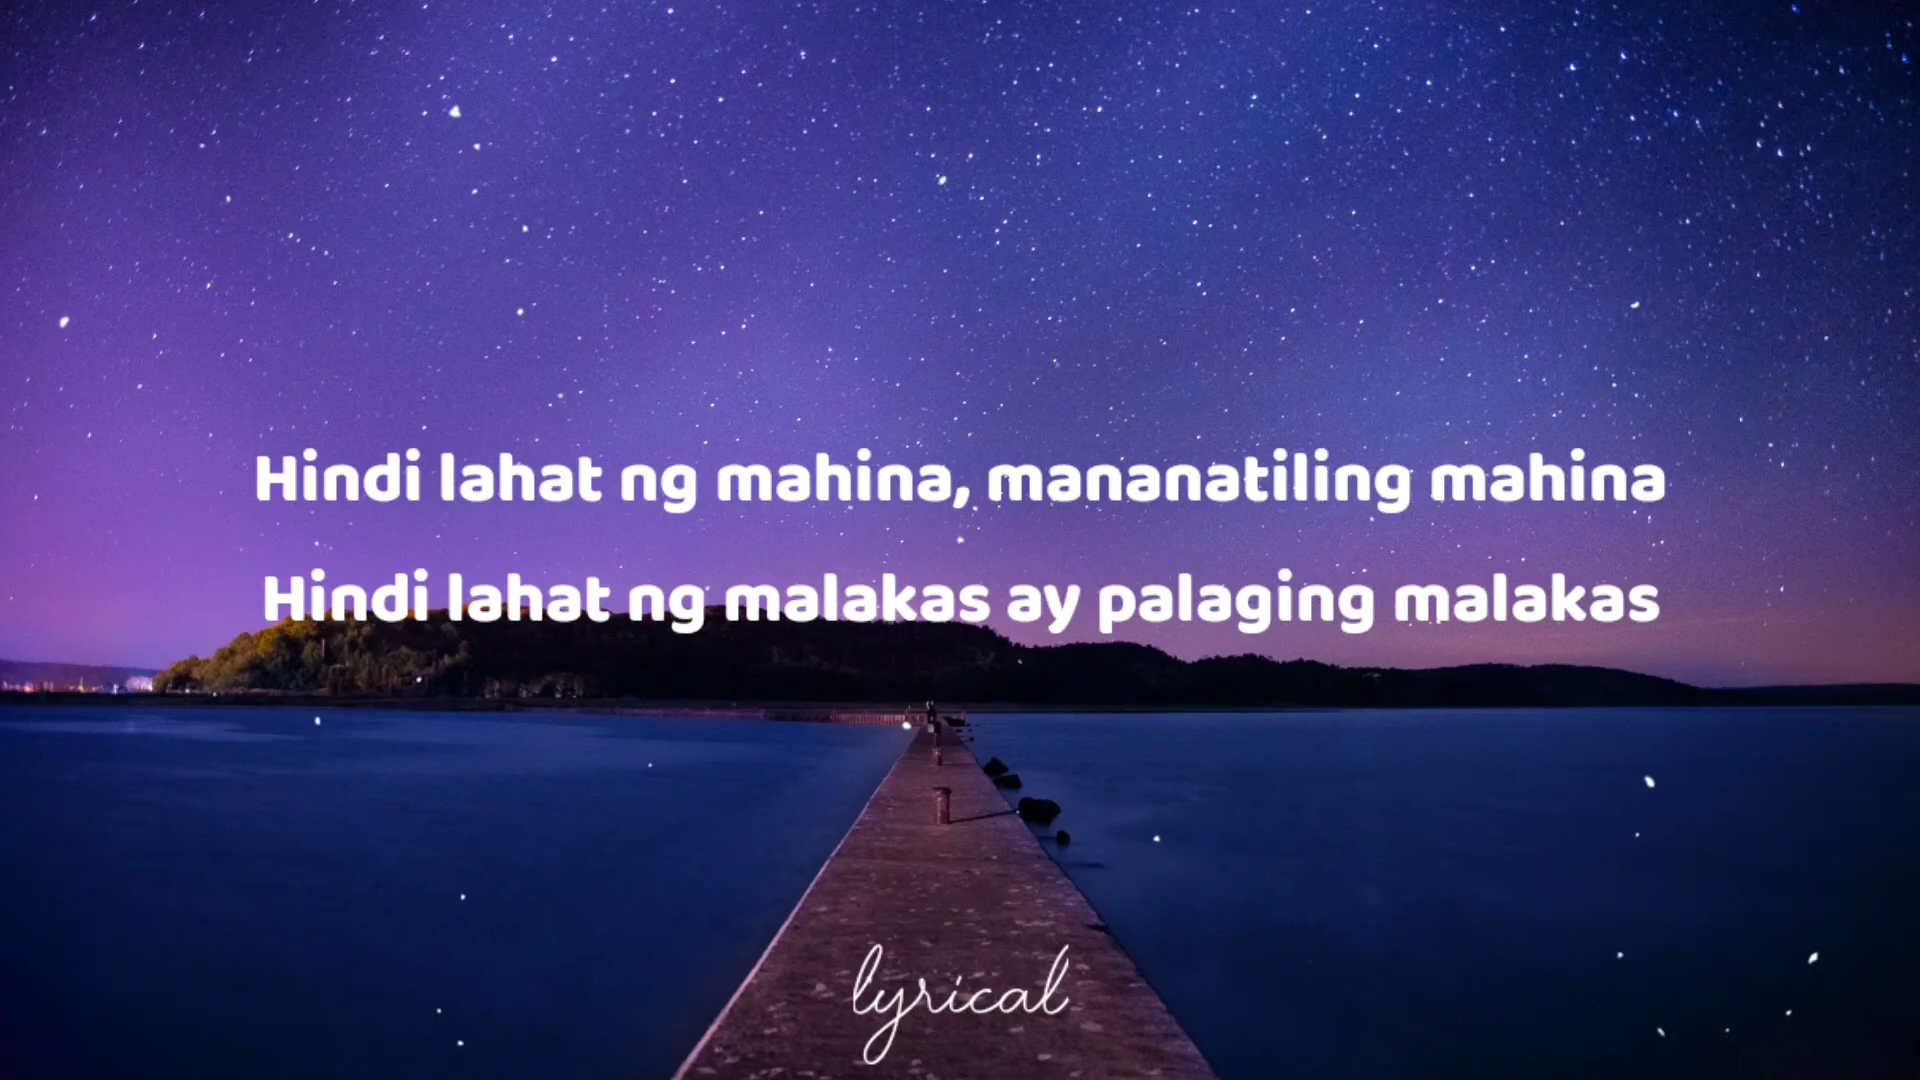 Hindi lahat ng mahina, mananatiling mahina
Hindi lahat ng malakas ay palaging malakas
lyrical